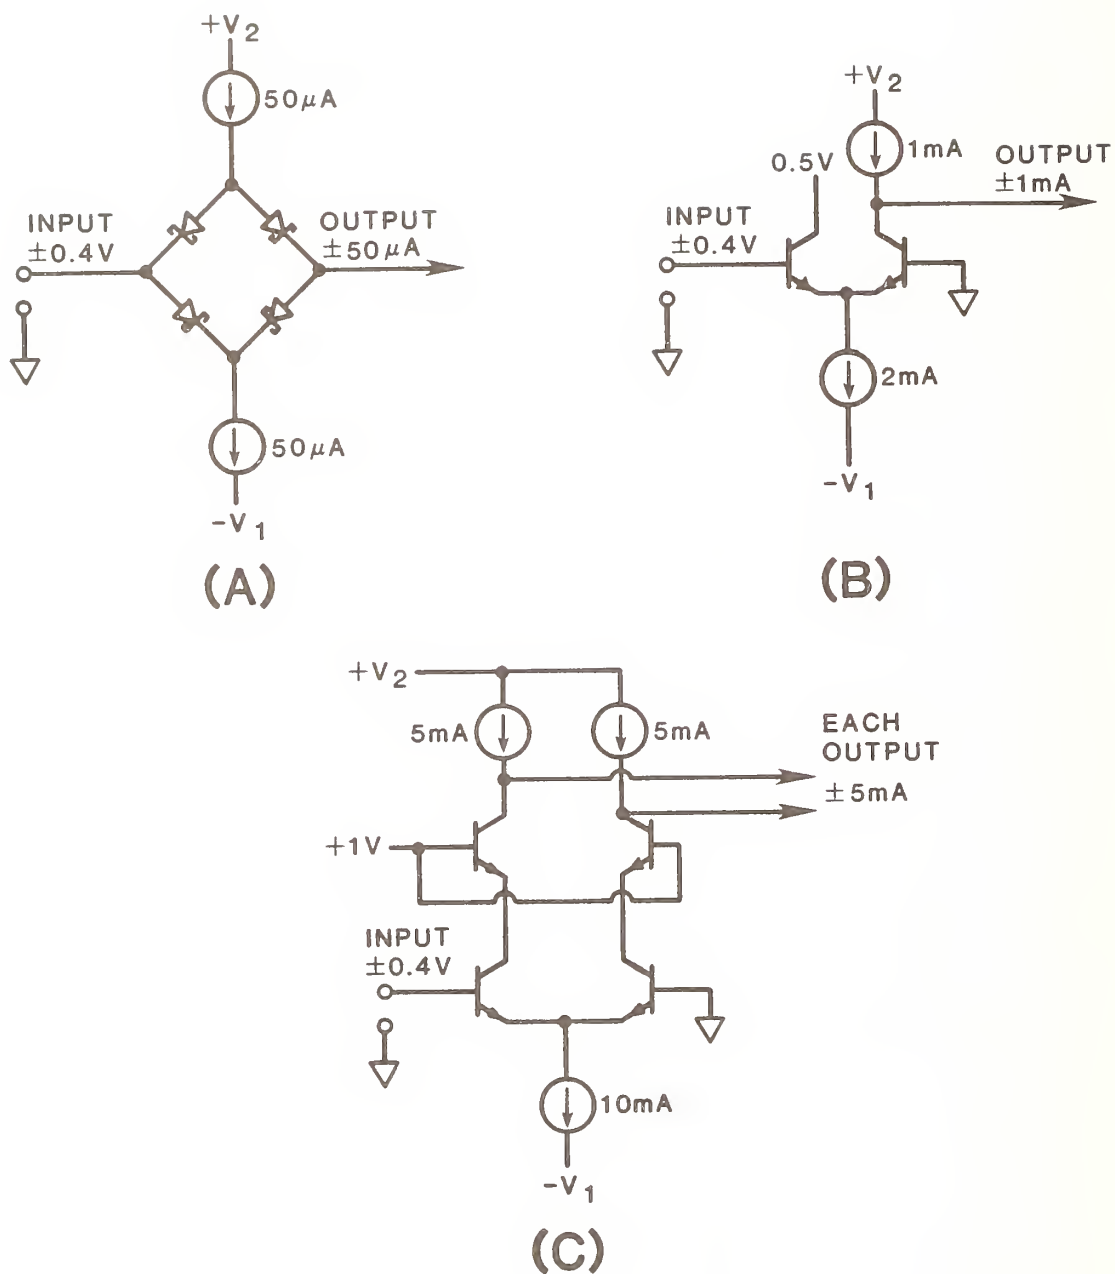 +V2
50μA
INPUT
±0.4V
OUTPUT
±50μA
50μA
-V1
(A)
+V2
1mA
0.5V
OUTPUT
±1mA
INPUT
±0.4V
2mA
-V1
(B)
+V2
5mA
5mA
EACH
OUTPUT
±5mA
+1V
INPUT
±0.4V
10mA
-V1
(C)